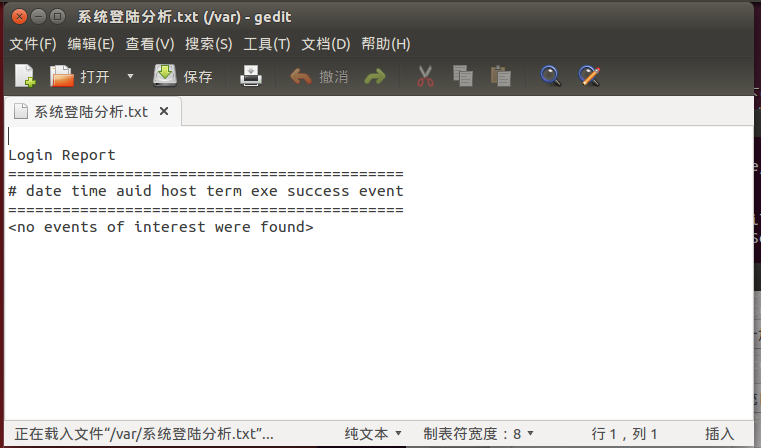 系统登陆分析.txt (/var) - gedit
文件(F) 编辑(E) 查看(V) 搜索(S) 工具(T) 文档(D) 帮助(H)
打开 保存 撤消
系统登陆分析.txt
Login Report
============================================
# date time auid host term exe success event
============================================
<no events of interest were found>
正在载入文件“/var/系统登陆分析.txt”... 纯文本 制表符宽度：8 行 1，列 1 插入